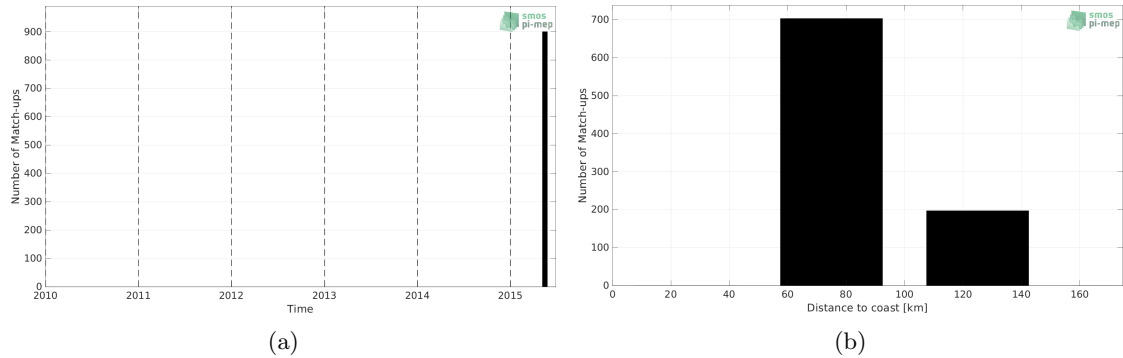 smos
pi-mep
900
800
700
600
500
400
300
200
100
0
Number of Match-ups
2010 2011 2012 2013 2014 2015
Time
(a)
smos
pi-mep
700
600
500
400
300
200
100
0
Number of Match-ups
0 20 40 60 80 100 120 140 160
Distance to coast [km]
(b)